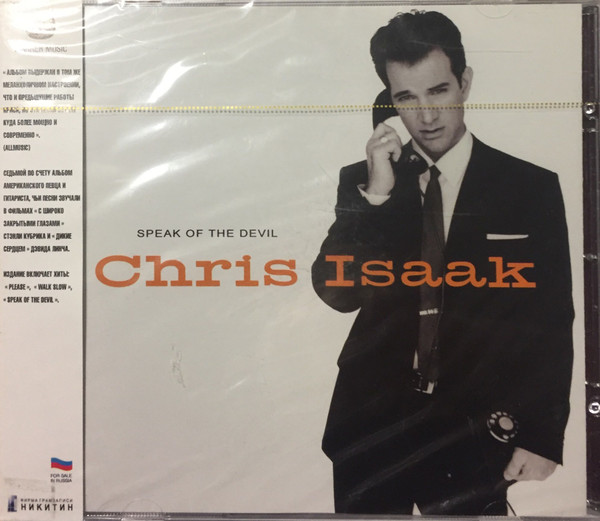 « АЛЬБОМ ВЫДЕРЖАН В ТОМ ЖЕ
МЕЛАНХОЛИЧНОМ НАСТРОЕНИИ,
ЧТО И ПРЕДЫДУЩИЕ РАБОТЫ
КУДА БОЛЕЕ МОЩНО И
СОВРЕМЕННО ».
(ALLMUSIC)
СЕДЬМОЙ ПО СЧЕТУ АЛЬБОМ
АМЕРИКАНСКОГО ПЕВЦА И
ГИТАРИСТА, ЧЬИ ПЕСНИ ЗВУЧАЛИ
В ФИЛЬМАХ « С ШИРОКО
ЗАКРЫТЫМИ ГЛАЗАМИ »
СТЭНЛИ КУБРИКА И « ДИКИЕ
СЕРДЦЕМ » ДЭВИДА ЛИНЧА.
ИЗДАНИЕ ВКЛЮЧАЕТ ХИТЫ:
« PLEASE », « WALK SLOW »,
« SPEAK OF THE DEVIL ».
FOR SALE
IN RUSSIA
ФИРМА ГРАМЗАПИСИ
НИКИТИН
SPEAK OF THE DEVIL
Chris Isaak